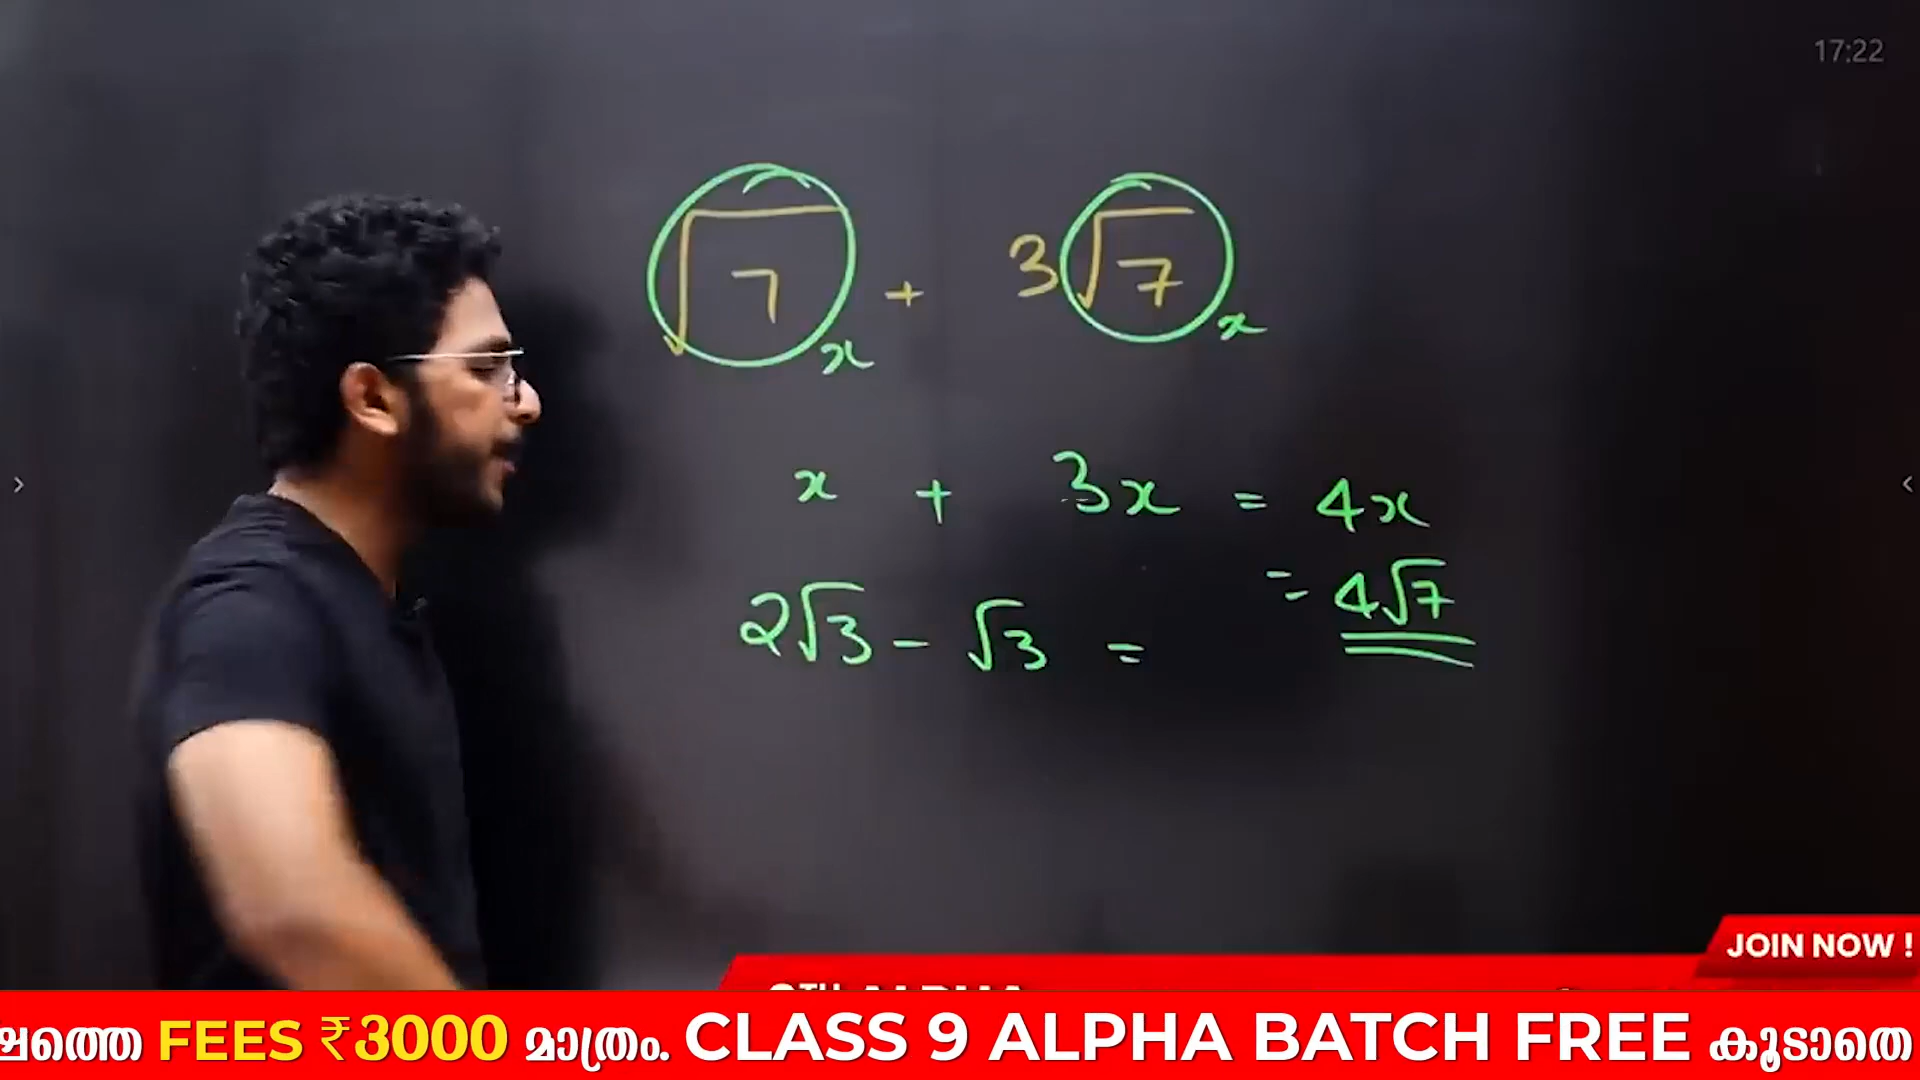 17:22
√7 + 3√7
x x
x + 3x = 4x
= 4√7
2√3 - √3 =
JOIN NOW !
FEES ₹3000 മാത്രം. CLASS 9 ALPHA BATCH FREE കൂടാതെ